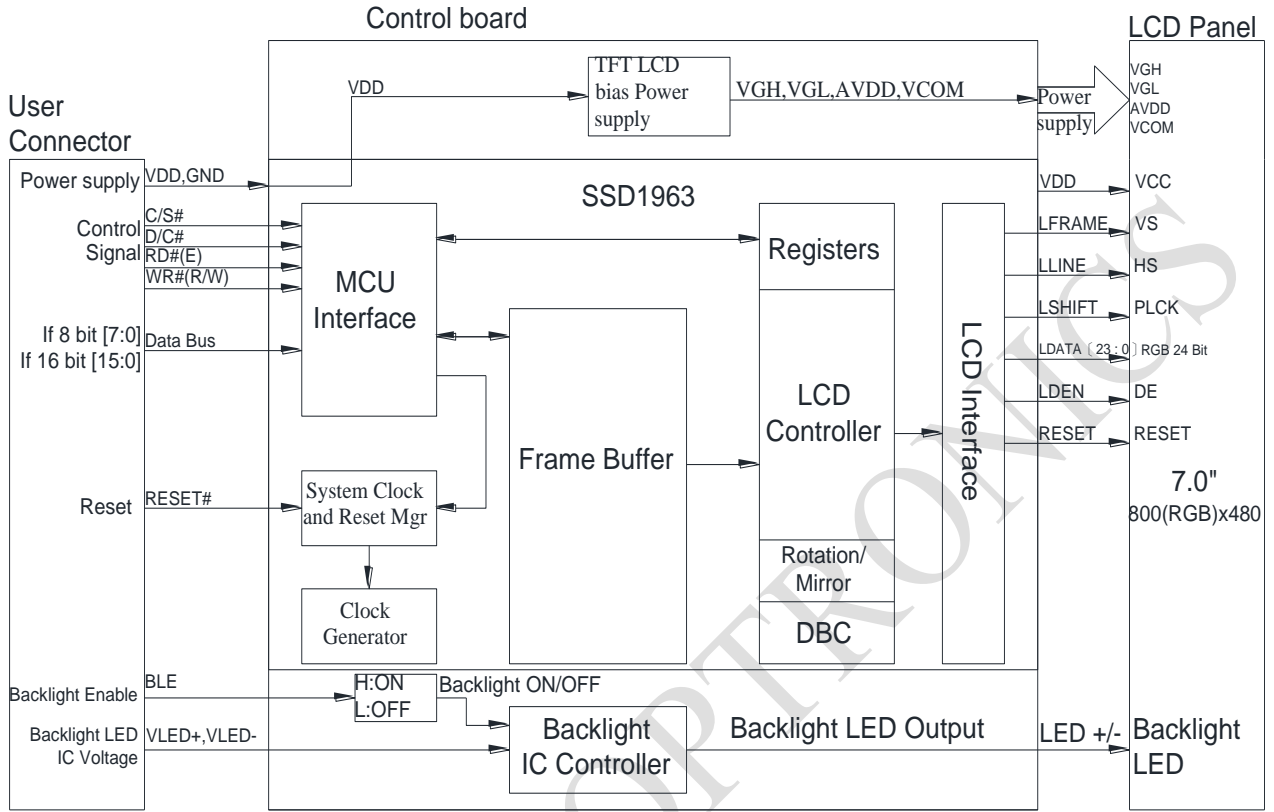 Control board
LCD Panel
User
Connector
VDD
TFT LCD
bias Power
supply
VGH,VGL,AVDD,VCOM
Power
supply
VGH
VGL
AVDD
VCOM
Power supply
VDD,GND
Control
Signal
C/S#
D/C#
RD#(E)
WR#(R/W)
If 8 bit [7:0]
If 16 bit [15:0]
Data Bus
Reset
RESET#
SSD1963
MCU
Interface
System Clock
and Reset Mgr
Clock
Generator
Frame Buffer
Registers
LCD
Controller
Rotation/
Mirror
DBC
LCD Interface
VDD
VCC
LFRAME
VS
LLINE
HS
LSHIFT
PLCK
LDATA [23:0]
RGB 24 Bit
LDEN
DE
RESET
RESET
7.0"
800(RGB)x480
Backlight Enable
BLE
H:ON
L:OFF
Backlight ON/OFF
Backlight LED
IC Voltage
VLED+,VLED-
Backlight
IC Controller
Backlight LED Output
LED +/-
Backlight
LED
OPTRONICS